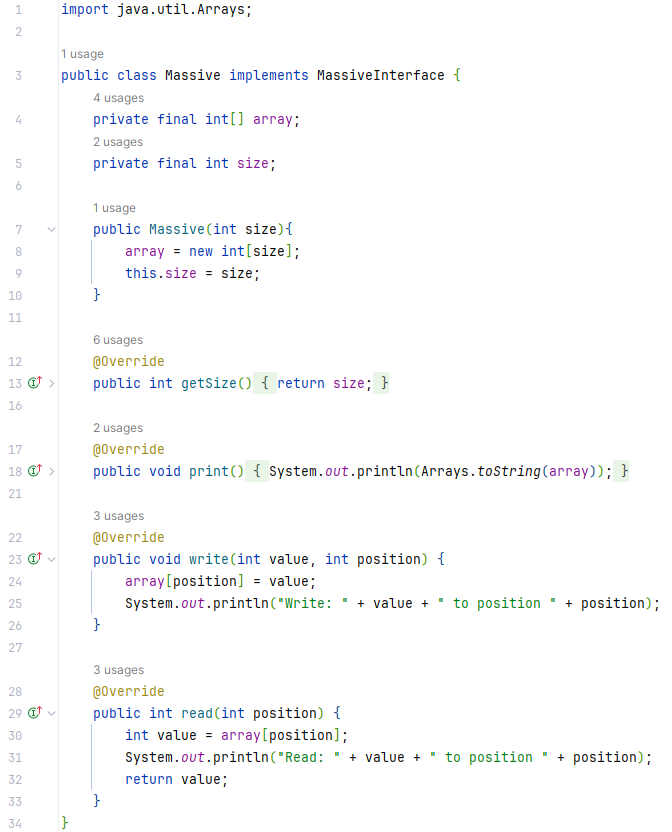 1 import java.util.Arrays;
2
1 usage
3 public class Massive implements MassiveInterface {
4 usages
4     private final int[] array;
2 usages
5     private final int size;
6
1 usage
7     public Massive(int size){
8         array = new int[size];
9         this.size = size;
10     }
11
6 usages
12     @Override
13     public int getSize() { return size; }
16
2 usages
17     @Override
18     public void print() { System.out.println(Arrays.toString(array)); }
21
3 usages
22     @Override
23     public void write(int value, int position) {
24         array[position] = value;
25         System.out.println("Write: " + value + " to position " + position);
26     }
27
3 usages
28     @Override
29     public int read(int position) {
30         int value = array[position];
31         System.out.println("Read: " + value + " to position " + position);
32         return value;
33     }
34 }